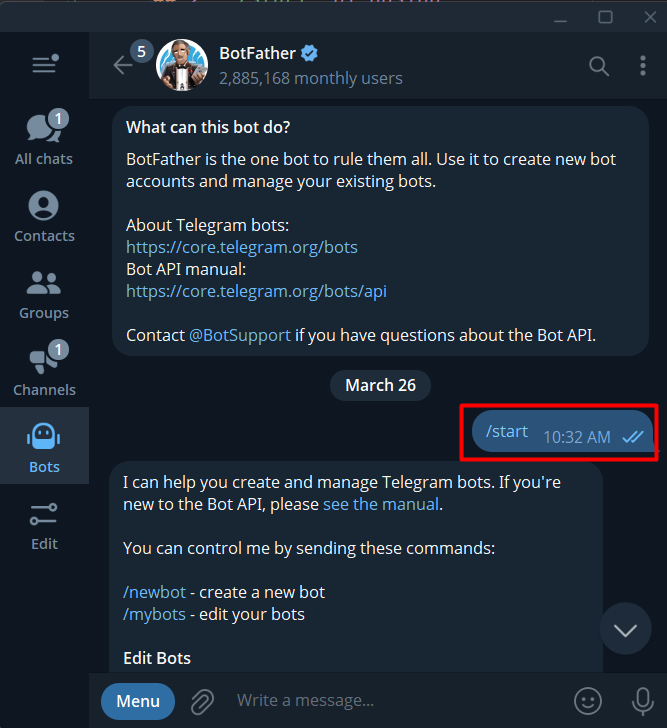 5
BotFather
2,885,168 monthly users
1
All chats
Contacts
Groups
1
Channels
Bots
Edit
What can this bot do?
BotFather is the one bot to rule them all. Use it to create new bot
accounts and manage your existing bots.
About Telegram bots:
https://core.telegram.org/bots
Bot API manual:
https://core.telegram.org/bots/api
Contact @BotSupport if you have questions about the Bot API.
March 26
/start 10:32 AM
I can help you create and manage Telegram bots. If you're
new to the Bot API, please see the manual.
You can control me by sending these commands:
/newbot - create a new bot
/mybots - edit your bots
Edit Bots
Menu
Write a message...